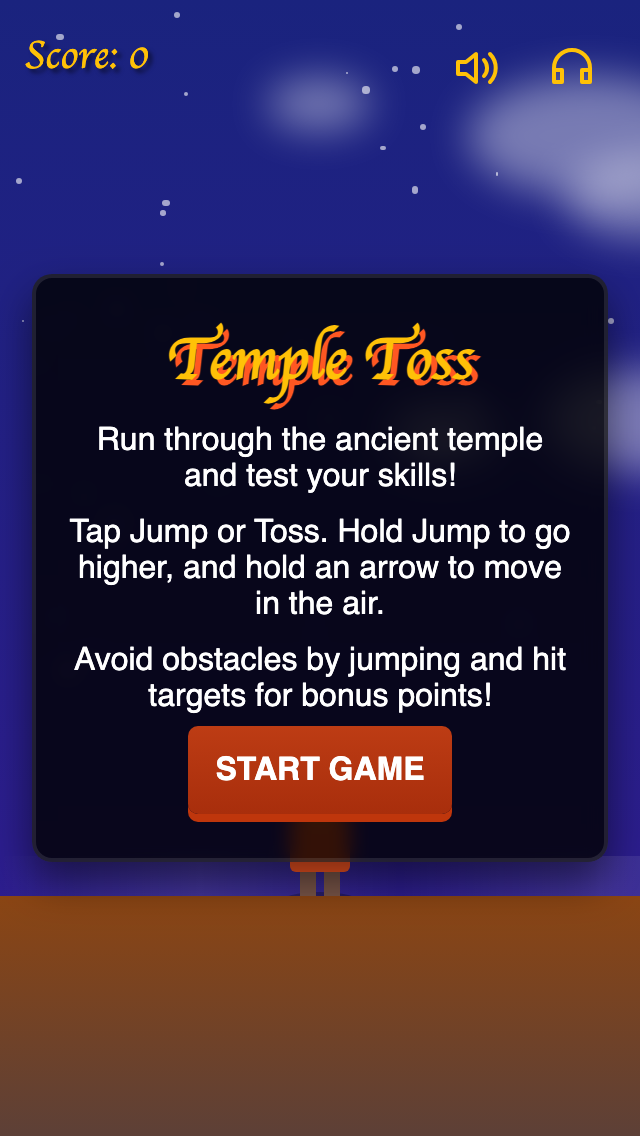 Score: 0
Temple Toss
Run through the ancient temple
and test your skills!
Tap Jump or Toss. Hold Jump to go
higher, and hold an arrow to move
in the air.
Avoid obstacles by jumping and hit
targets for bonus points!
START GAME